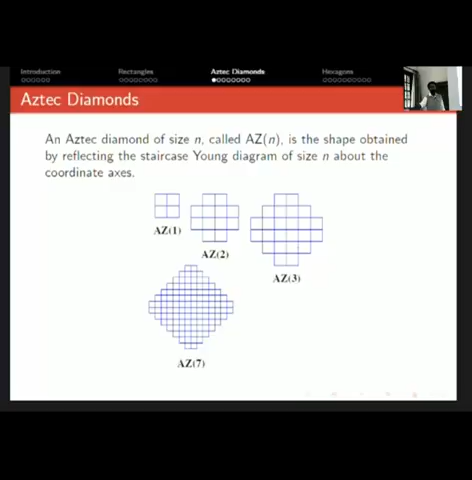 Introduction Rectangles Aztec Diamonds Hexagons
Aztec Diamonds
An Aztec diamond of size n, called AZ(n), is the shape obtained
by reflecting the staircase Young diagram of size n about the
coordinate axes.
AZ(1)
AZ(2)
AZ(3)
AZ(7)